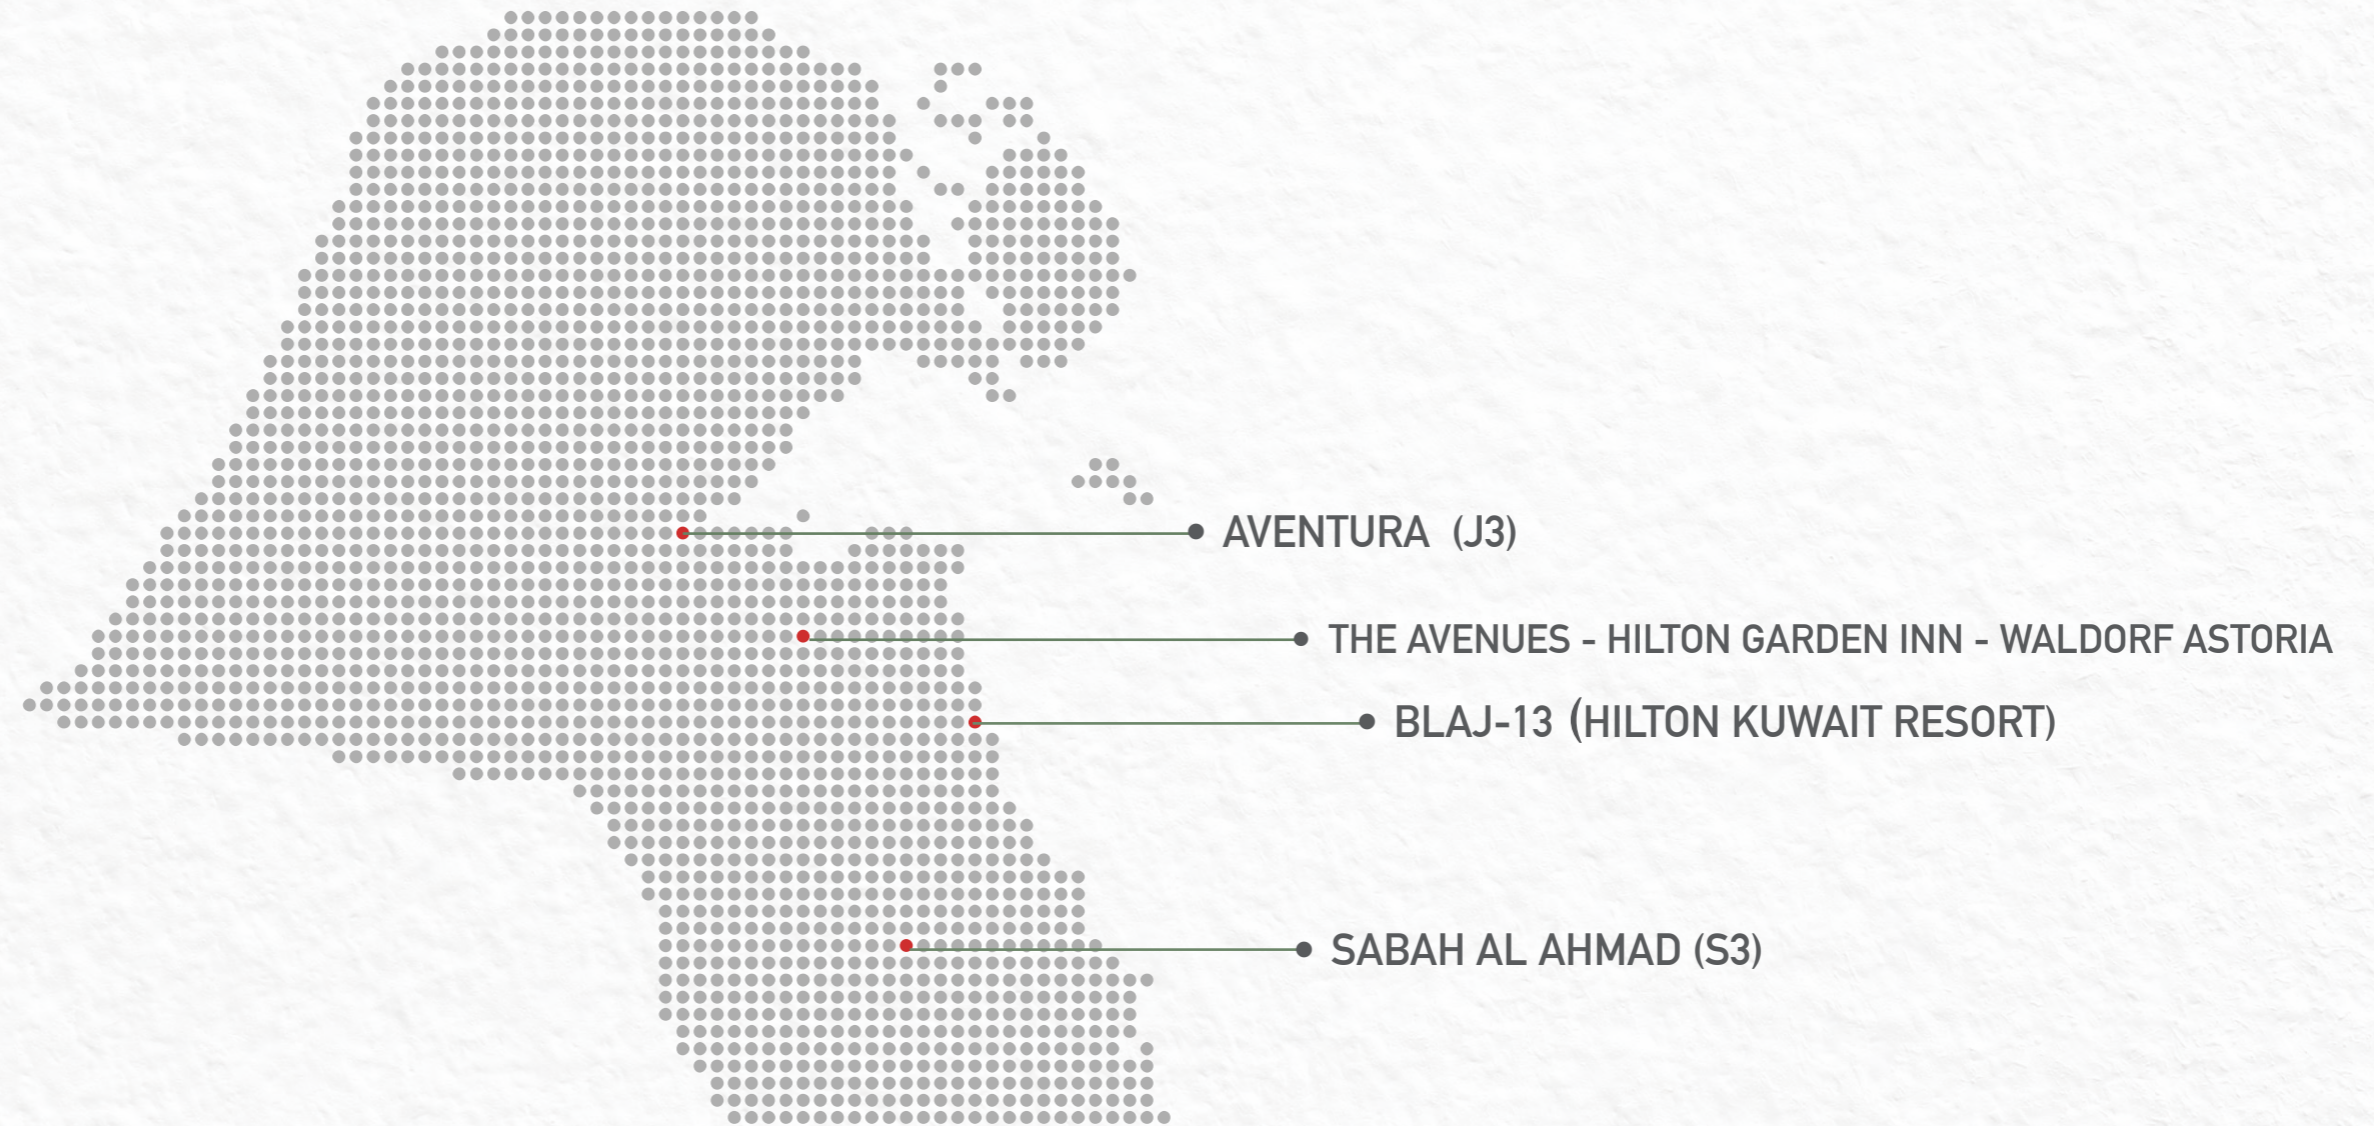 AVENTURA (J3)
THE AVENUES - HILTON GARDEN INN - WALDORF ASTORIA
BLAJ-13 (HILTON KUWAIT RESORT)
SABAH AL AHMAD (S3)